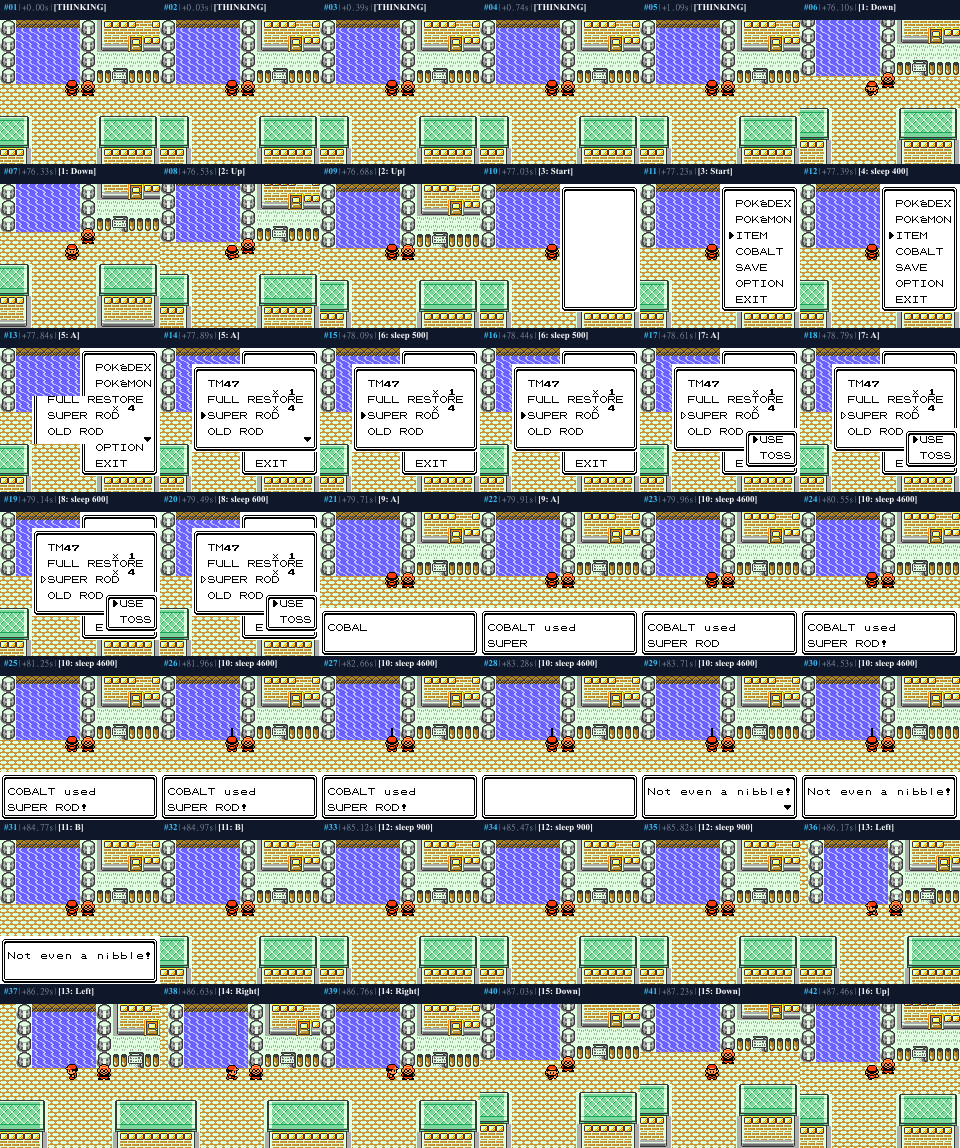 #01|+0.00s|[THINKING]
#02|+0.03s|[THINKING]
#03|+0.39s|[THINKING]
#04|+0.74s|[THINKING]
#05|+1.09s|[THINKING]
#06|+76.10s|[1: Down]
#07|+76.33s|[1: Down]
#08|+76.53s|[2: Up]
#09|+76.68s|[2: Up]
#10|+77.03s|[3: Start]
#11|+77.23s|[3: Start]
POKéDEX
POKéMON
ITEM
COBALT
SAVE
OPTION
EXIT
#12|+77.39s|[4: sleep 400]
POKéDEX
POKéMON
ITEM
COBALT
SAVE
OPTION
EXIT
#13|+77.84s|[5: A]
POKéDEX
POKéMON
FULL RESTORE
SUPER ROD × 4
OLD ROD
OPTION
EXIT
#14|+77.89s|[5: A]
TM47
× 1
FULL RESTORE
× 4
SUPER ROD
OLD ROD
EXIT
#15|+78.09s|[6: sleep 500]
TM47
× 1
FULL RESTORE
× 4
SUPER ROD
OLD ROD
EXIT
#16|+78.44s|[6: sleep 500]
TM47
× 1
FULL RESTORE
× 4
SUPER ROD
OLD ROD
EXIT
#17|+78.61s|[7: A]
TM47
× 1
FULL RESTORE
× 4
SUPER ROD
OLD ROD
USE
TOSS
E
#18|+78.79s|[7: A]
TM47
× 1
FULL RESTORE
× 4
SUPER ROD
OLD ROD
USE
TOSS
E
#19|+79.14s|[8: sleep 600]
TM47
× 1
FULL RESTORE
× 4
SUPER ROD
OLD ROD
USE
TOSS
E
#20|+79.49s|[8: sleep 600]
TM47
× 1
FULL RESTORE
× 4
SUPER ROD
OLD ROD
USE
TOSS
E
#21|+79.71s|[9: A]
COBAL
#22|+79.91s|[9: A]
COBALT used
SUPER
#23|+79.96s|[10: sleep 4600]
COBALT used
SUPER ROD
#24|+80.55s|[10: sleep 4600]
COBALT used
SUPER ROD!
#25|+81.25s|[10: sleep 4600]
COBALT used
SUPER ROD!
#26|+81.96s|[10: sleep 4600]
COBALT used
SUPER ROD!
#27|+82.66s|[10: sleep 4600]
COBALT used
SUPER ROD!
#28|+83.28s|[10: sleep 4600]
#29|+83.71s|[10: sleep 4600]
Not even a nibble!
#30|+84.53s|[10: sleep 4600]
Not even a nibble!
#31|+84.77s|[11: B]
Not even a nibble!
#32|+84.97s|[11: B]
#33|+85.12s|[12: sleep 900]
#34|+85.47s|[12: sleep 900]
#35|+85.82s|[12: sleep 900]
#36|+86.17s|[13: Left]
#37|+86.29s|[13: Left]
#38|+86.63s|[14: Right]
#39|+86.76s|[14: Right]
#40|+87.03s|[15: Down]
#41|+87.23s|[15: Down]
#42|+87.46s|[16: Up]